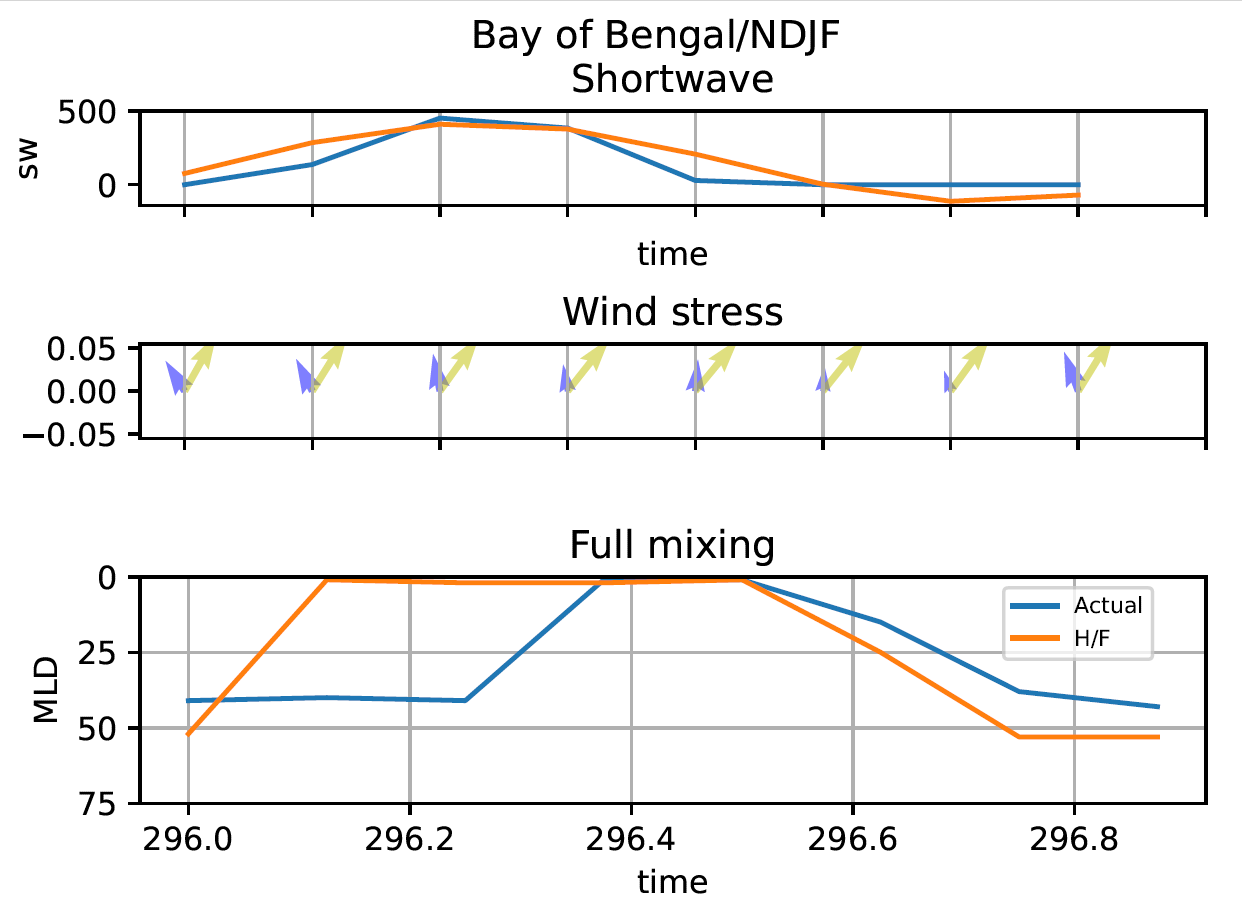 Bay of Bengal/NDJF
Shortwave
500
0
sw
time
Wind stress
0.05
0.00
−0.05
Full mixing
0
25
50
75
MLD
Actual
H/F
296.0 296.2 296.4 296.6 296.8
time